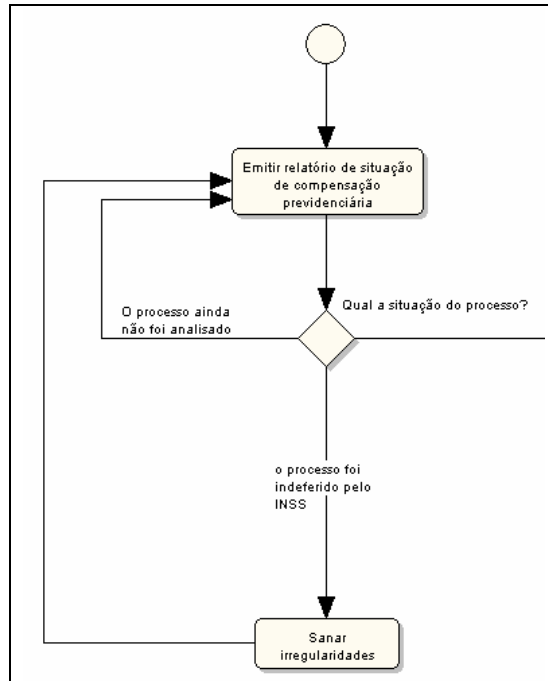 Emitir relatório de situação
de compensação
previdenciária
Qual a situação do processo?
O processo ainda
não foi analisado
o processo foi
indeferido pelo
INSS
Sanar
irregularidades